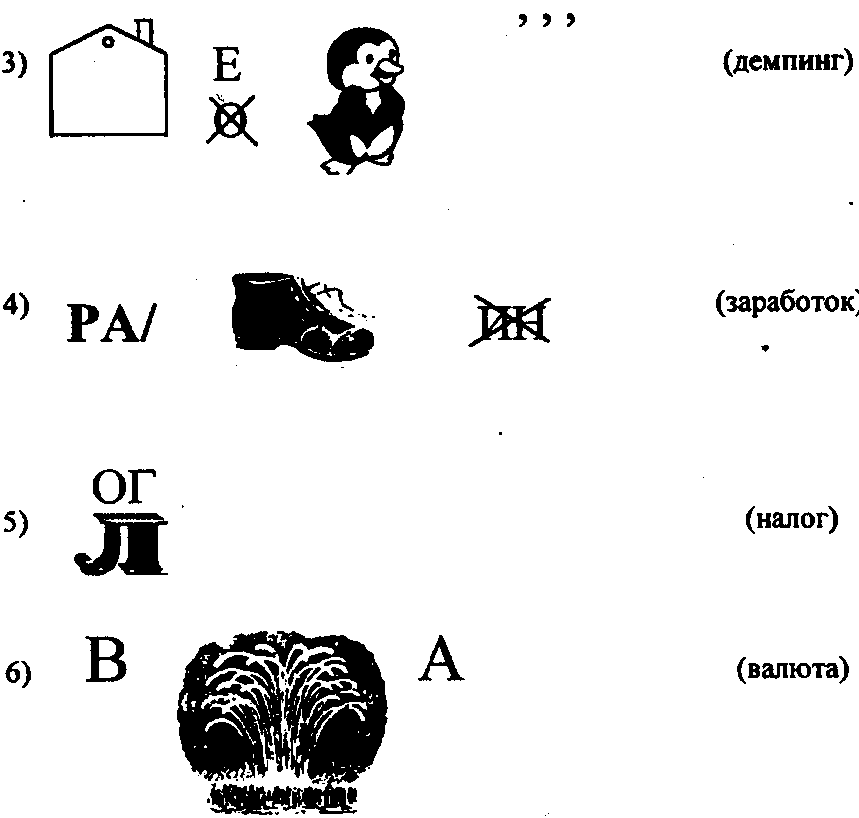 3) П , , ,
Е (демпинг)
О
4) РА/ ИН (заработок)
ОГ
5) Л (налог)
6) В А (валюта)